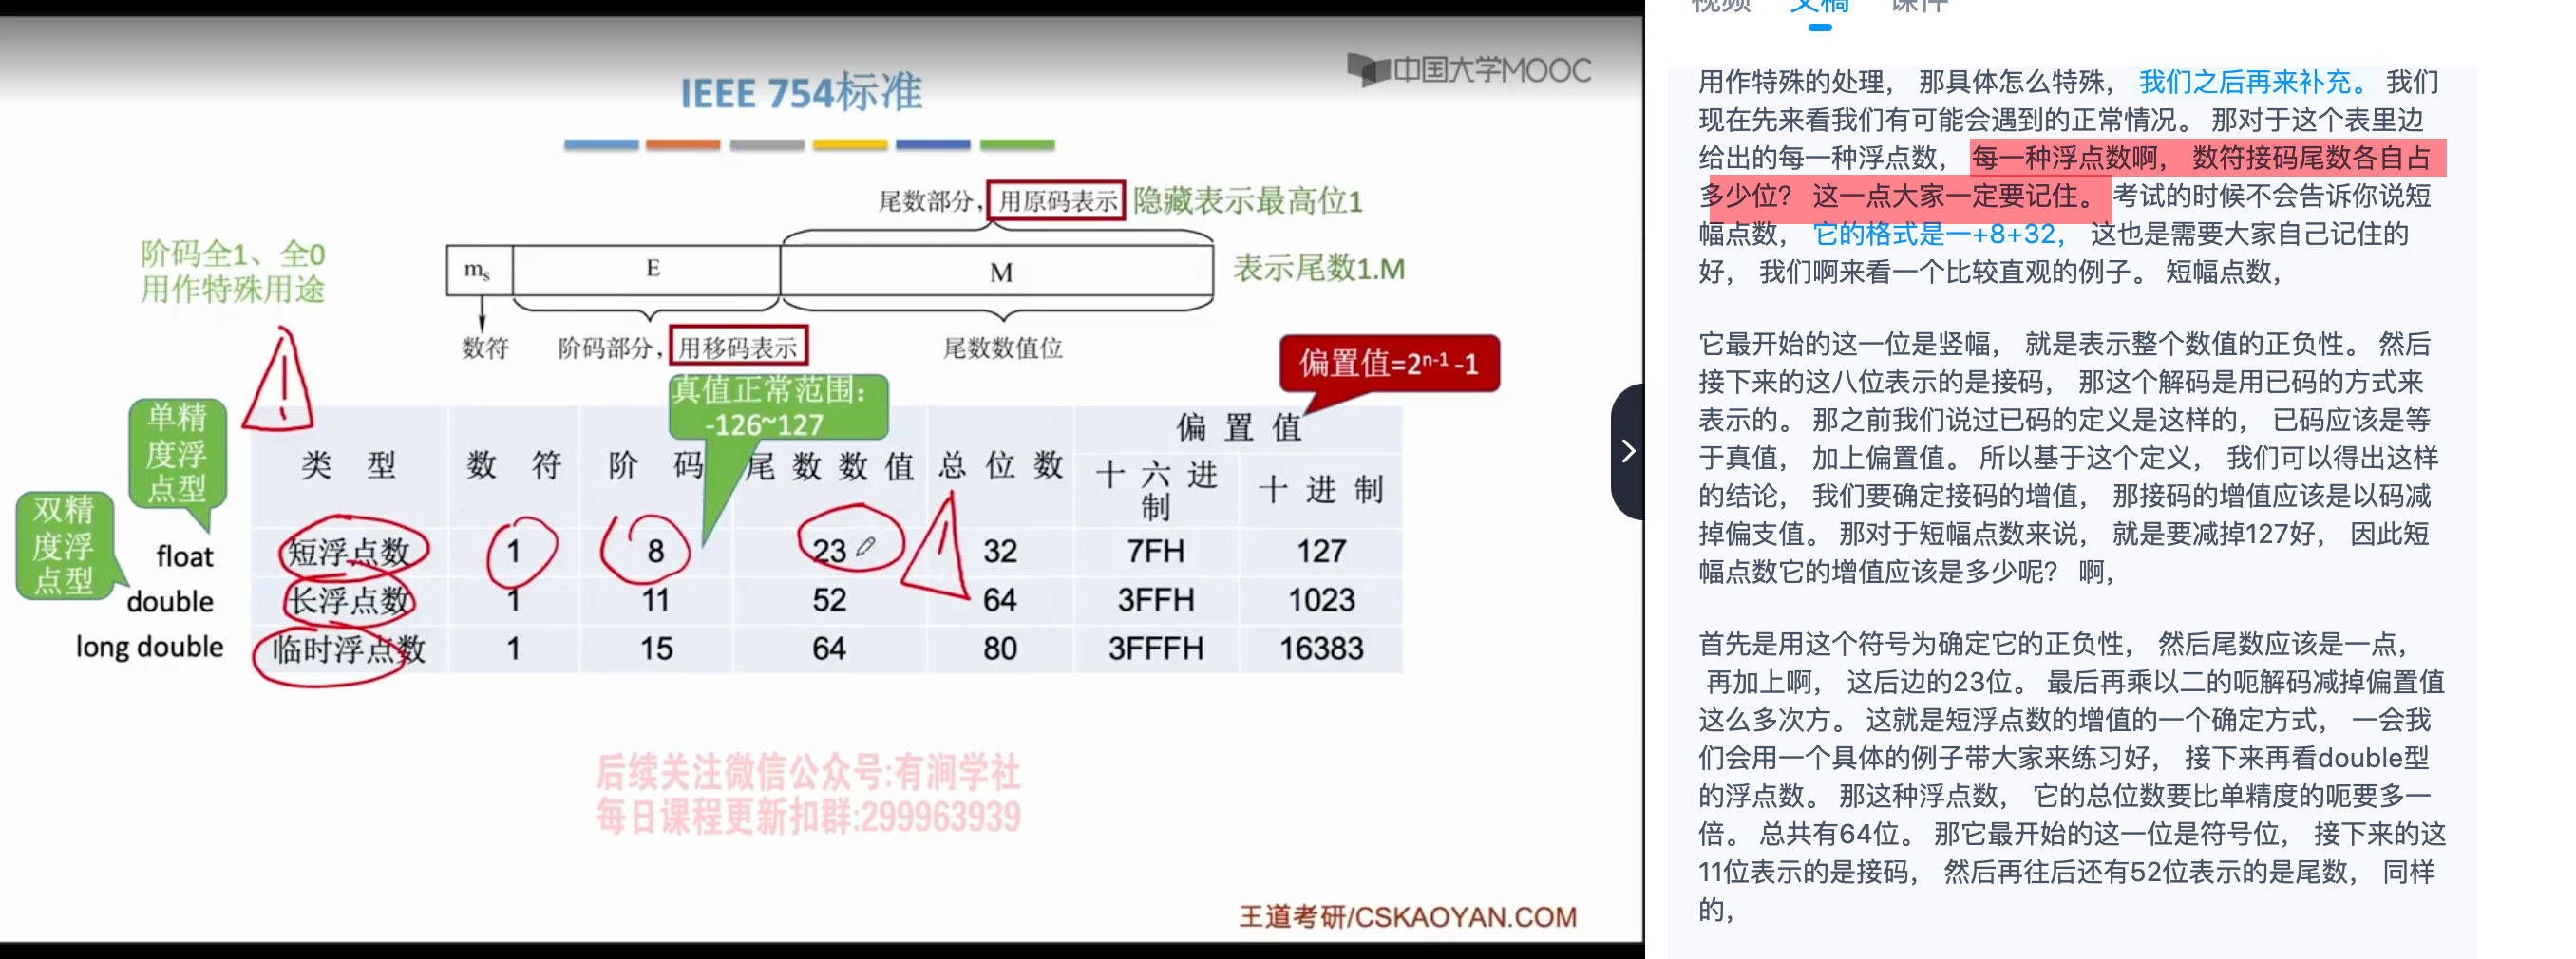 中国大学MOOC
IEEE 754标准
尾数部分，用原码表示 隐藏表示最高位1
阶码全1、全0
用作特殊用途
ms E M 表示尾数1.M
数符 阶码部分，用移码表示 尾数数值位
偏置值=2n-1 -1
真值正常范围：
-126~127
单精
度浮
点型
双精
度浮
点型
类 型 数 符 阶 码 尾数数值 总位数 偏置值
十六进制 十进制
float 短浮点数 1 8 23 32 7FH 127
double 长浮点数 1 11 52 64 3FFH 1023
long double 临时浮点数 1 15 64 80 3FFFH 16383
后续关注微信公众号:有涧学社
每日课程更新扣群:299963939
王道考研/CSKAOYAN.COM
视频 文稿 课件
用作特殊的处理， 那具体怎么特殊， 我们之后再来补充。 我们
现在先来看我们有可能会遇到的正常情况。 那对于这个表里边
给出的每一种浮点数， 每一种浮点数啊， 数符接码尾数各自占
多少位？ 这一点大家一定要记住。 考试的时候不会告诉你说短
幅点数， 它的格式是一+8+32， 这也是需要大家自己记住的
好， 我们啊来看一个比较直观的例子。 短幅点数，
它最开始的这一位是竖幅， 就是表示整个数值的正负性。 然后
接下来的这八位表示的是接码， 那这个解码是用已码的方式来
表示的。 那之前我们说过已码的定义是这样的， 已码应该是等
于真值， 加上偏置值。 所以基于这个定义， 我们可以得出这样
的结论， 我们要确定接码的增值， 那接码的增值应该是以码减
掉偏支值。 那对于短幅点数来说， 就是要减掉127好， 因此短
幅点数它的增值应该是多少呢？ 啊，
首先是用这个符号为确定它的正负性， 然后尾数应该是一点，
再加上啊， 这后边的23位。 最后再乘以二的呃解码减掉偏置值
这么多次方。 这就是短浮点数的增值的一个确定方式， 一会我
们会用一个具体的例子带大家来练习好， 接下来再看double型
的浮点数。 那这种浮点数， 它的总位数要比单精度的呃要多一
倍。 总共有64位。 那它最开始的这一位是符号位， 接下来的这
11位表示的是接码， 然后再往后还有52位表示的是尾数， 同样
的，